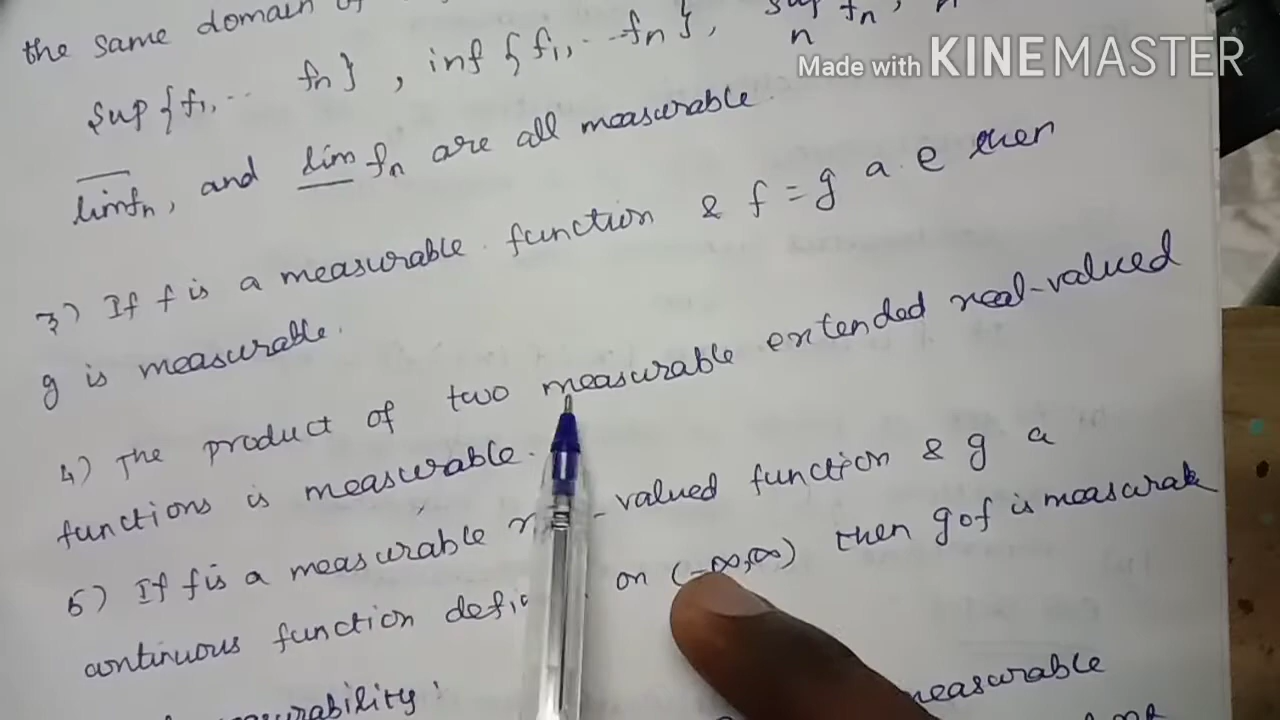 the same domain of
sup {f1, .. fn}, inf {f1, .. fn}, sup fn,
n
Made with KINEMASTER
lim fn, and lim fn are all measurable.
3) If f is a measurable function & f = g a.e then
g is measurable.
4) The product of two measurable extended real-valued
functions is measurable.
5) If f is a measurable -valued function & g a
continuous function on (-∞,∞) then gof is measurable
measurable